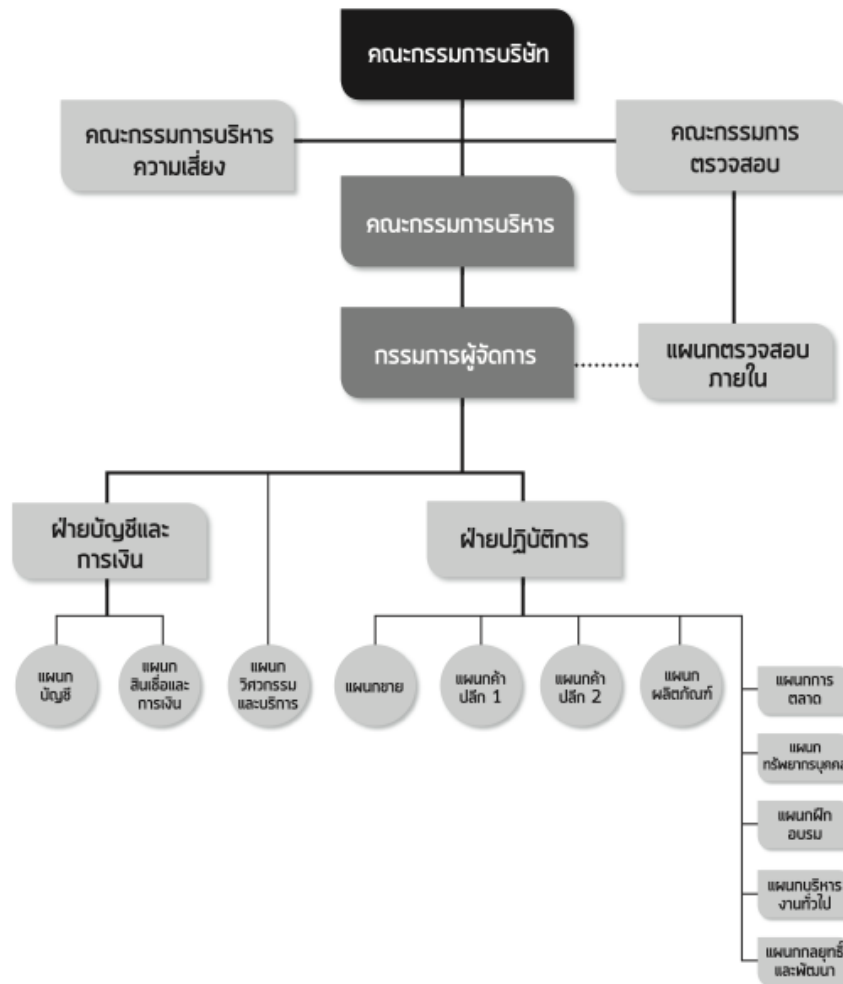 คณะกรรมการบริษัท
คณะกรรมการบริหาร
ความเสี่ยง
คณะกรรมการ
ตรวจสอบ
คณะกรรมการบริหาร
กรรมการผู้จัดการ
แผนกตรวจสอบ
ภายใน
ฝ่ายบัญชีและ
การเงิน
ฝ่ายปฏิบัติการ
แผนก
บัญชี
แผนก
สินเชื่อและ
การเงิน
แผนก
วิศวกรรม
และบริการ
แผนกขาย
แผนกค้า
ปลีก 1
แผนกค้า
ปลีก 2
แผนก
ผลิตภัณฑ์
แผนกการ
ตลาด
แผนก
ทรัพยากรบุคคล
แผนกฝึก
อบรม
แผนกบริหาร
งานทั่วไป
แผนกกลยุทธ์
และพัฒนา